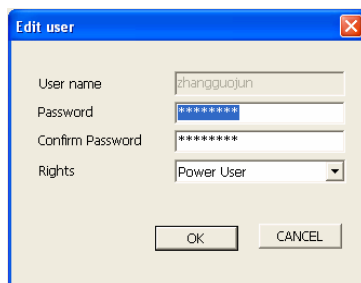 Edit user
User name zhangguojun
Password ********
Confirm Password ********
Rights Power User
OK CANCEL